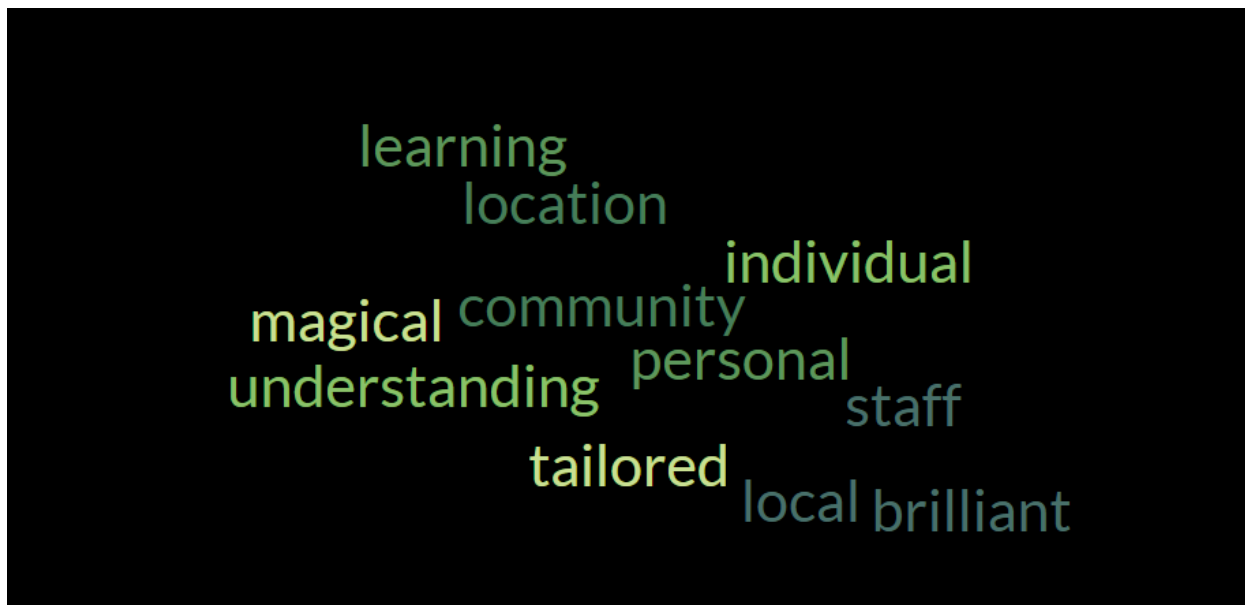 learning
location
individual
community
magical
personal
understanding
staff
tailored
local
brilliant